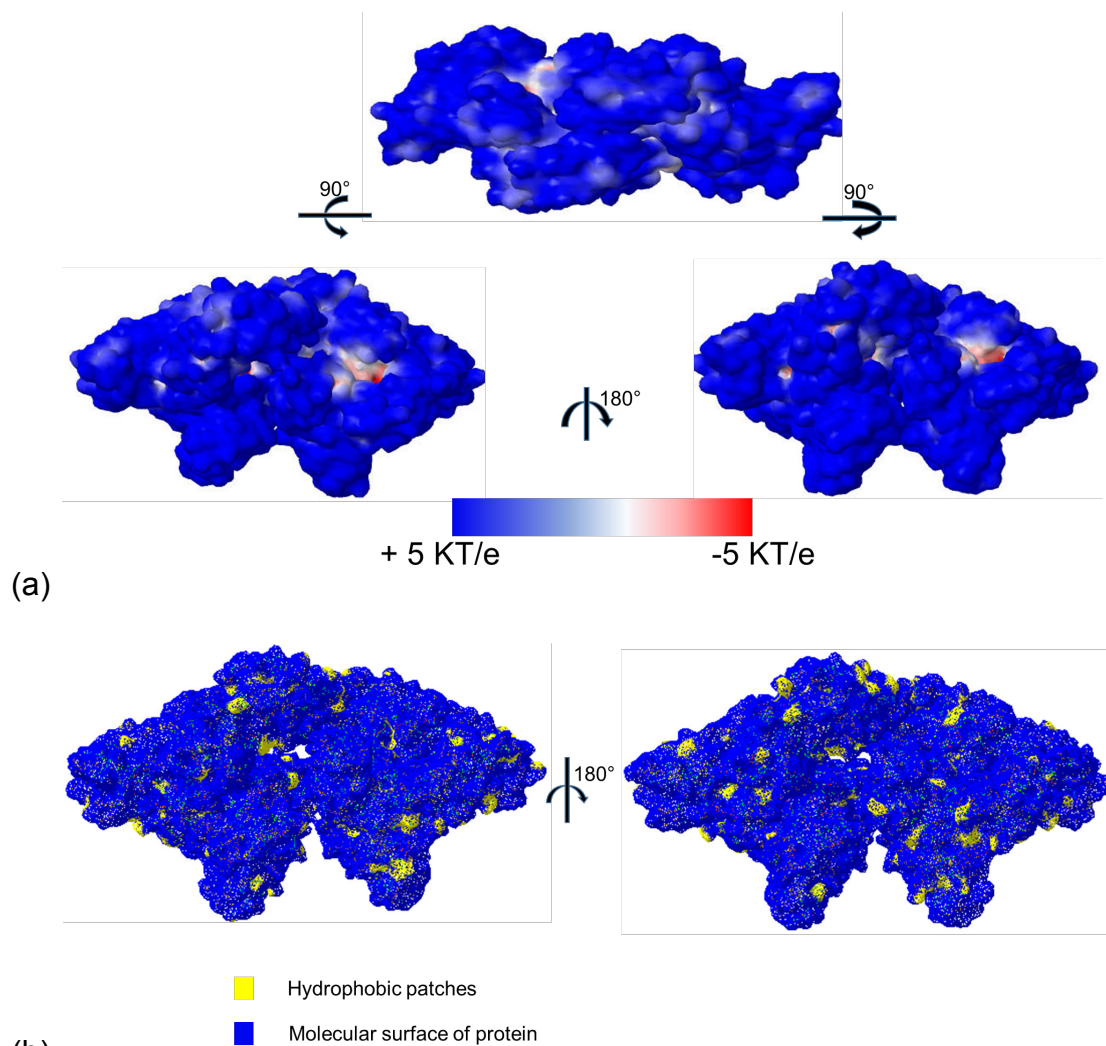 90°
90°
180°
+ 5 KT/e
-5 KT/e
(a)
180°
Hydrophobic patches
Molecular surface of protein